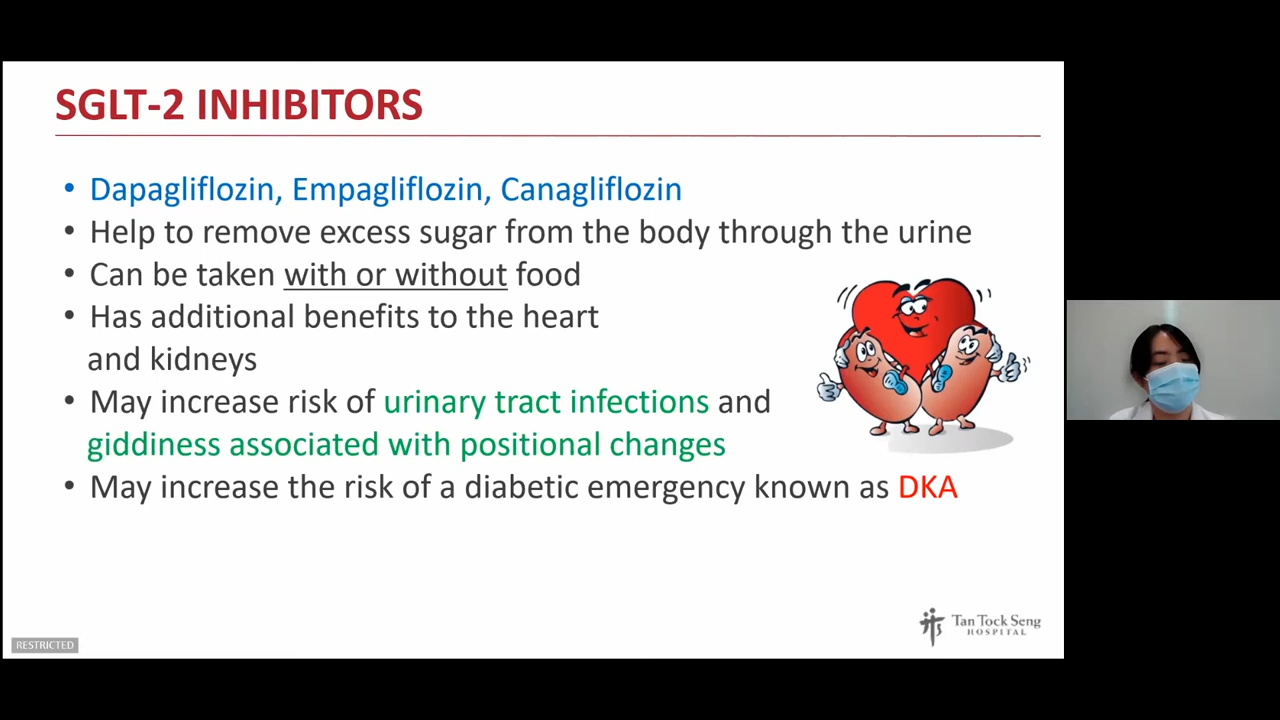 SGLT-2 INHIBITORS
• Dapagliflozin, Empagliflozin, Canagliflozin
• Help to remove excess sugar from the body through the urine
• Can be taken with or without food
• Has additional benefits to the heart
and kidneys
• May increase risk of urinary tract infections and
giddiness associated with positional changes
• May increase the risk of a diabetic emergency known as DKA
Tan Tock Seng
HOSPITAL
RESTRICTED